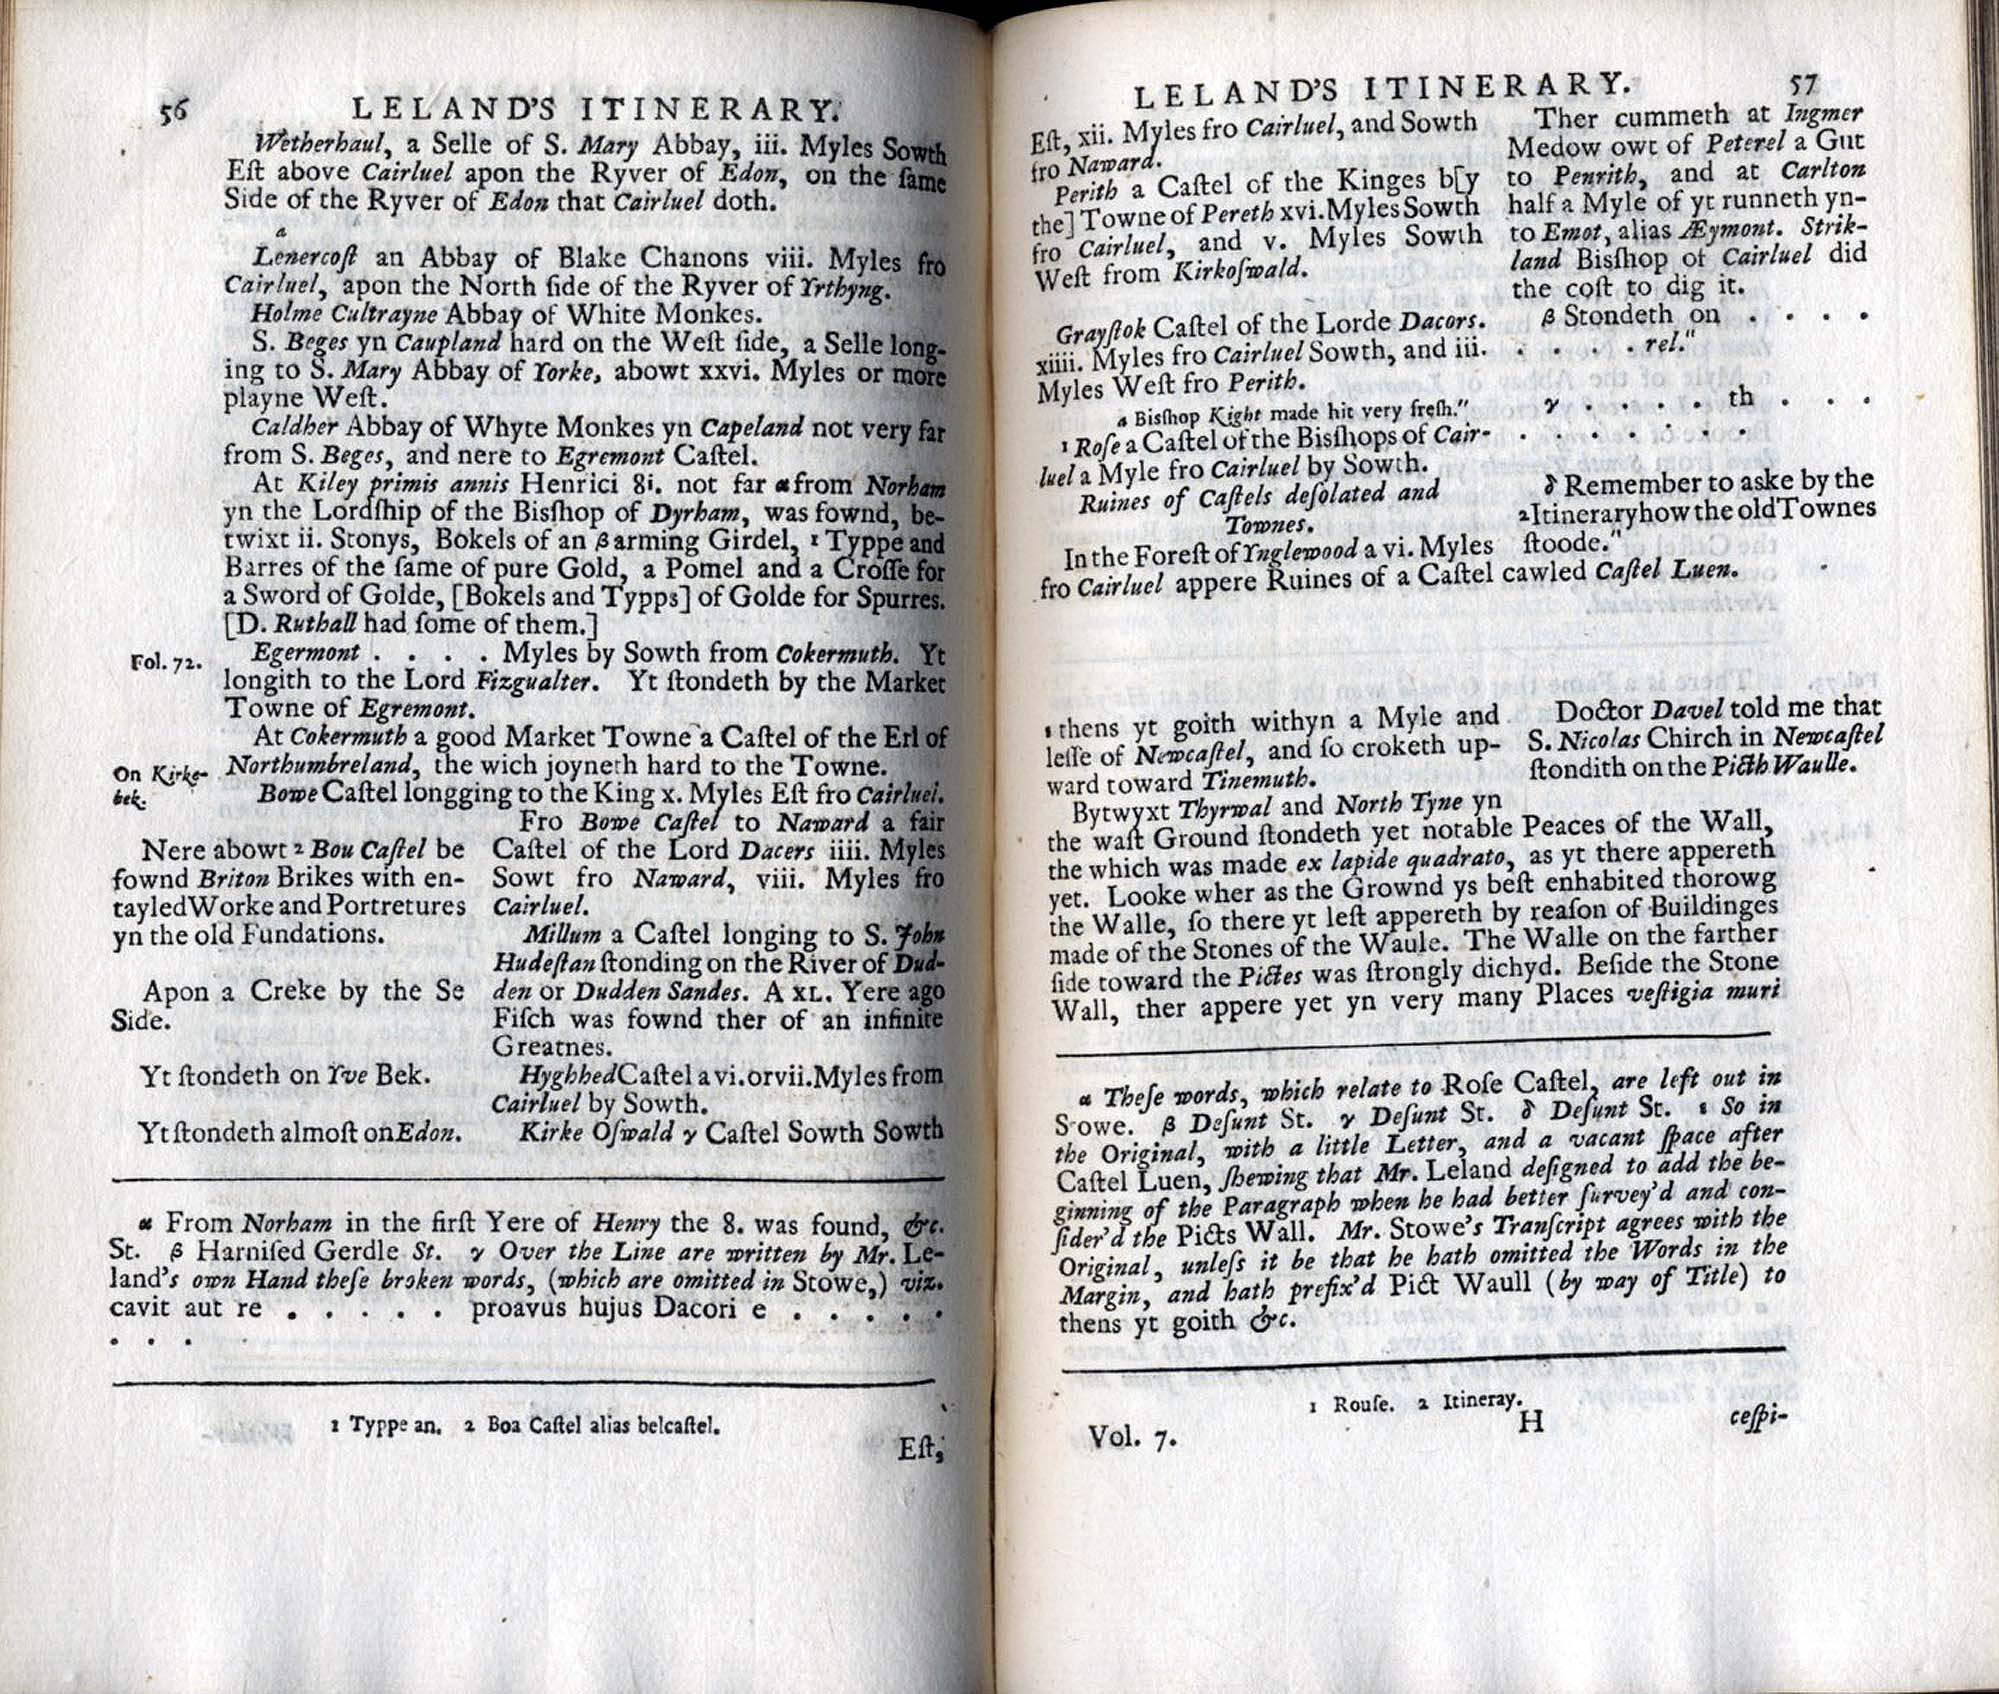 56
LELAND'S ITINERARY.
Wetherhaul, a Selle of S. Mary Abbay, iii. Myles Sowth
Eſt above Cairluel apon the Ryver of Edon, on the ſame
Side of the Ryver of Edon that Cairluel doth.
a
Lenercoſt an Abbay of Blake Chanons viii. Myles fro
Cairluel, apon the North ſide of the Ryver of Yrthyng.
Holme Cultrayne Abbay of White Monkes.
S. Beges yn Caupland hard on the Weſt ſide, a Selle long-
ing to S. Mary Abbay of Yorke, abowt xxvi. Myles or more
playne Weſt.
Caldher Abbay of Whyte Monkes yn Capeland not very far
from S. Beges, and nere to Egremont Caſtel.
At Kiley primis annis Henrici 8i. not far α from Norham
yn the Lordſhip of the Biſſhop of Dyrham, was fownd, be-
twixt ii. Stonys, Bokels of an β arming Girdel, 1 Typpe and
Barres of the ſame of pure Gold, a Pomel and a Croſſe for
a Sword of Golde, [Bokels and Typps] of Golde for Spurres.
[D. Ruthall had ſome of them.]
Fol. 72.
Egermont . . . . Myles by Sowth from Cokermuth. Yt
longith to the Lord Fizgualter. Yt ſtondeth by the Market
Towne of Egremont.
At Cokermuth a good Market Towne a Caſtel of the Erl of
Northumbreland, the wich joyneth hard to the Towne.
On Kirke-
bek.
Bowe Caſtel longging to the King x. Myles Eſt fro Cairluel.
Fro Bowe Caſtel to Naward a fair
Caſtel of the Lord Dacers iiii. Myles
Sowt fro Naward, viii. Myles fro
Cairluel.
Nere abowt 2 Bou Caſtel be
fownd Briton Brikes with en-
tayled Worke and Portretures
yn the old Fundations.
Millum a Caſtel longing to S. John
Hudeſtan ſtonding on the River of Dud-
den or Dudden Sandes. A XL. Yere ago
Fiſch was fownd ther of an infinite
Greatnes.
Apon a Creke by the Se
Side.
Yt ſtondeth on Yve Bek.
Hyghhed Caſtel a vi. or vii. Myles from
Cairluel by Sowth.
Yt ſtondeth almoſt on Edon.
Kirke Oſwald γ Caſtel Sowth Sowth
α From Norham in the firſt Yere of Henry the 8. was found, &c.
St. β Harniſed Gerdle St. γ Over the Line are written by Mr. Le-
land's own Hand theſe broken words, (which are omitted in Stowe,) viz.
cavit aut re . . . . . proavus hujus Dacori e . . . . .
. . .
1 Typpe an. 2 Boa Caſtel alias belcaſtel.
Eſt,
LELAND'S ITINERARY.
57
Eſt, xii. Myles fro Cairluel, and Sowth
fro Naward.
Perith a Caſtel of the Kinges b[y
the] Towne of Pereth xvi. Myles Sowth
fro Cairluel, and v. Myles Sowth
Weſt from Kirkoſwald.
Ther cummeth at Ingmer
Medow owt of Peterel a Gut
to Penrith, and at Carlton
half a Myle of yt runneth yn-
to Emot, alias Æymont. Strik-
land Biſſhop of Cairluel did
the coſt to dig it.
Grayſtok Caſtel of the Lorde Dacors.
xiiii. Myles fro Cairluel Sowth, and iii.
Myles Weſt fro Perith.
β Stondeth on . . . .
. . . . rel."
α Biſſhop Kight made hit very freſh."
1 Roſe a Caſtel of the Biſſhops of Cair-
luel a Myle fro Cairluel by Sowth.
γ . . . . th . . .
. . . . . . .
Ruines of Caſtels deſolated and
Townes.
In the Foreſt of Ynglewood a vi. Myles
fro Cairluel appere Ruines of a Caſtel cawled Caſtel Luen.
δ Remember to aske by the
2 Itinerary how the old Townes
ſtoode."
ε thens yt goith withyn a Myle and
leſſe of Newcaſtel, and ſo croketh up-
ward toward Tinemuth.
Doctor Davel told me that
S. Nicolas Chirch in Newcaſtel
ſtondith on the Picth Waulle.
Bytwyxt Thyrwal and North Tyne yn
the waſt Ground ſtondeth yet notable Peaces of the Wall,
the which was made ex lapide quadrato, as yt there appereth
yet. Looke wher as the Grownd ys beſt enhabited thorowg
the Walle, ſo there yt leſt appereth by reaſon of Buildinges
made of the Stones of the Waule. The Walle on the farther
ſide toward the Pictes was ſtrongly dichyd. Beſide the Stone
Wall, ther appere yet yn very many Places veſtigia muri
α Theſe words, which relate to Roſe Caſtel, are left out in
Stowe. β Deſunt St. γ Deſunt St. δ Deſunt St. ε So in
the Original, with a little Letter, and a vacant ſpace after
Caſtel Luen, ſhewing that Mr. Leland deſigned to add the be-
ginning of the Paragraph when he had better ſurvey'd and con-
ſider'd the Picts Wall. Mr. Stowe's Tranſcript agrees with the
Original, unleſs it be that he hath omitted the Words in the
Margin, and hath prefix'd Pict Waull (by way of Title) to
thens yt goith &c.
1 Rouſe. 2 Itineray.
Vol. 7.
H
ceſpi-